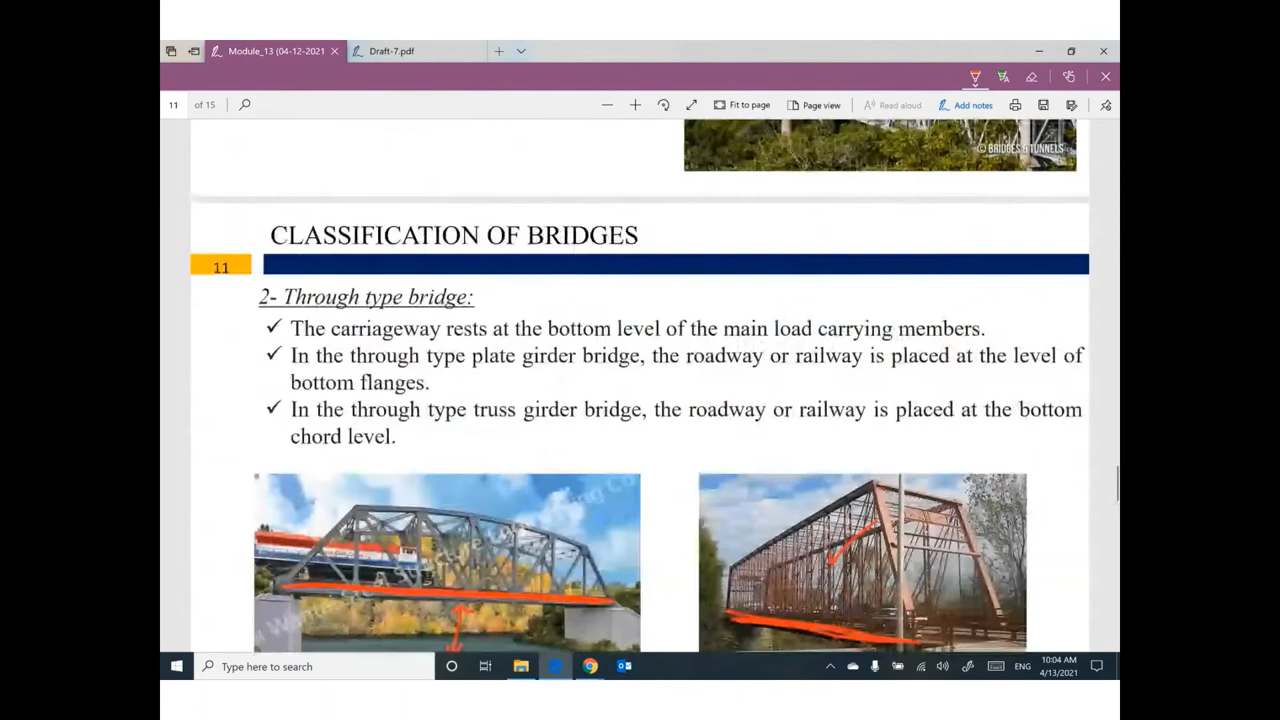 Module_13 (04-12-2021
Draft-7.pdf
11 of 15
Fit to page
Page view
Read aloud
Add notes
© BRIDGES & TUNNELS
CLASSIFICATION OF BRIDGES
11
2- Through type bridge:
The carriageway rests at the bottom level of the main load carrying members.
In the through type plate girder bridge, the roadway or railway is placed at the level of
bottom flanges.
In the through type truss girder bridge, the roadway or railway is placed at the bottom
chord level.
Type here to search
ENG
10:04 AM
4/13/2021